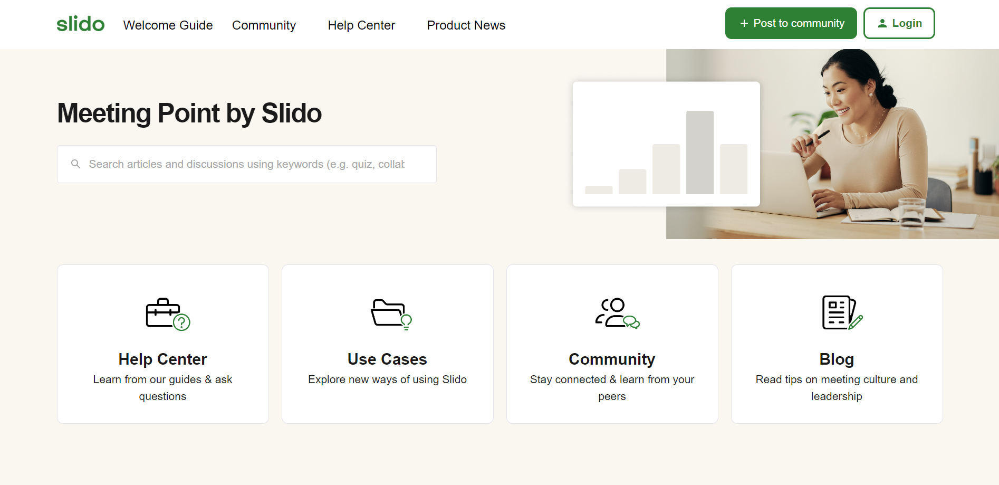 slido
Welcome Guide
Community
Help Center
Product News
+ Post to community
Login
Meeting Point by Slido
Search articles and discussions using keywords (e.g. quiz, collab
Help Center
Learn from our guides & ask
questions
Use Cases
Explore new ways of using Slido
Community
Stay connected & learn from your
peers
Blog
Read tips on meeting culture and
leadership